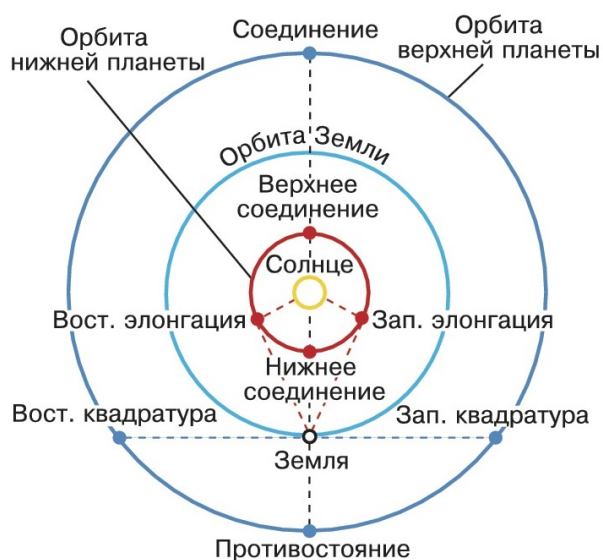 Соединение
Орбита
нижней планеты
Орбита
верхней планеты
Орбита Земли
Верхнее
соединение
Солнце
Вост. элонгация
Зап. элонгация
Нижнее
соединение
Вост. квадратура
Зап. квадратура
Земля
Противостояние